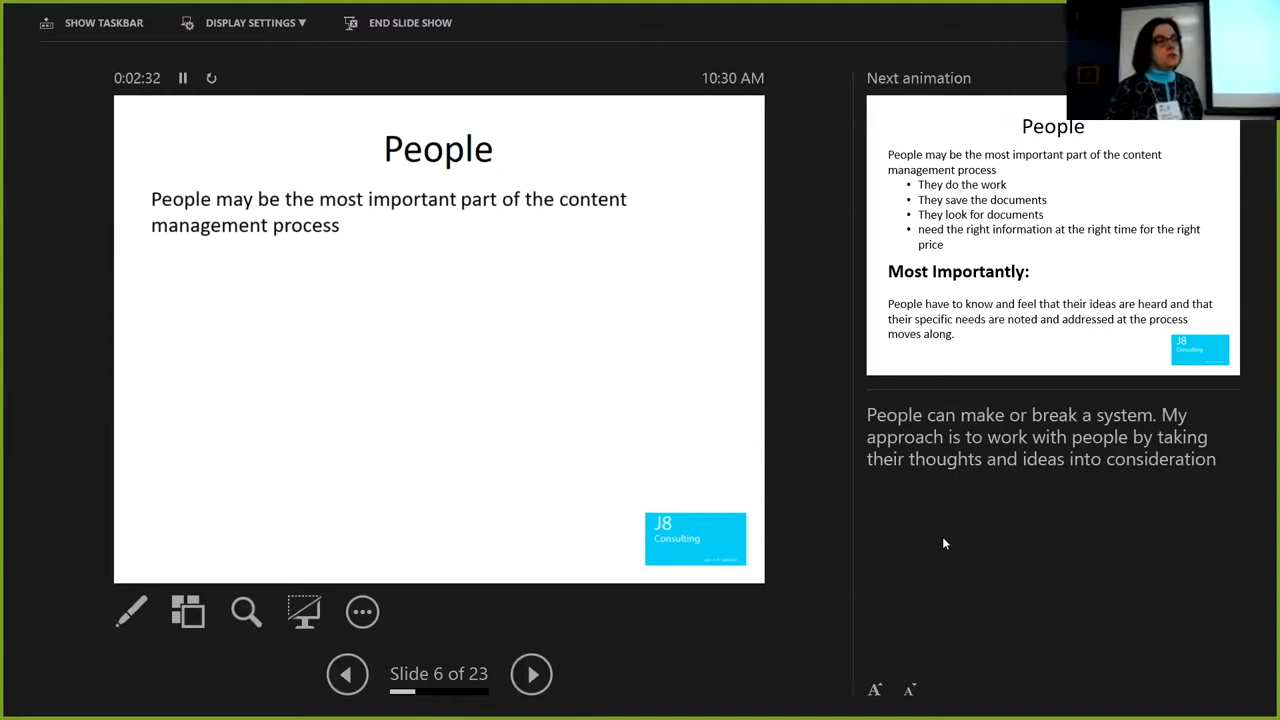 SHOW TASKBAR
DISPLAY SETTINGS ▼
END SLIDE SHOW
0:02:32
10:30 AM
People
People may be the most important part of the content
management process
J8
Consulting
Slide 6 of 23
Next animation
People
People may be the most important part of the content
management process
• They do the work
• They save the documents
• They look for documents
• need the right information at the right time for the right
price
Most Importantly:
People have to know and feel that their ideas are heard and that
their specific needs are noted and addressed at the process
moves along.
J8
Consulting
People can make or break a system. My
approach is to work with people by taking
their thoughts and ideas into consideration
A
A